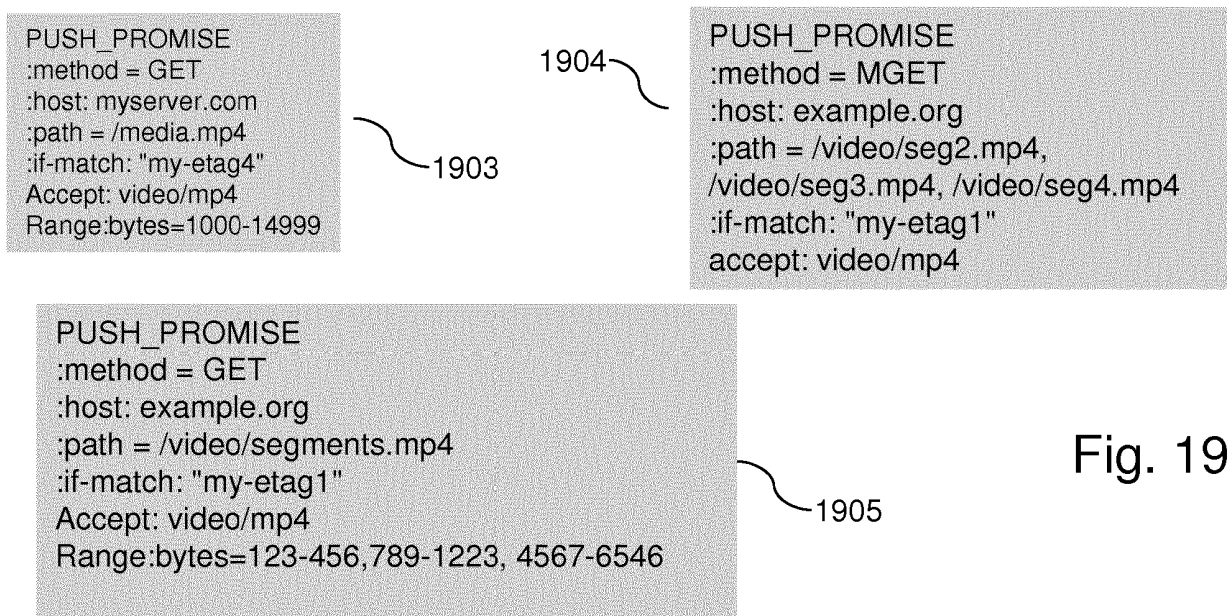 PUSH_PROMISE
:method = GET
:host: myserver.com
:path = /media.mp4
:if-match: "my-etag4"
Accept: video/mp4
Range:bytes=1000-14999
1903
1904
PUSH_PROMISE
:method = MGET
:host: example.org
:path = /video/seg2.mp4,
/video/seg3.mp4, /video/seg4.mp4
:if-match: "my-etag1"
accept: video/mp4
PUSH_PROMISE
:method = GET
:host: example.org
:path = /video/segments.mp4
:if-match: "my-etag1"
Accept: video/mp4
Range:bytes=123-456,789-1223, 4567-6546
1905
Fig. 19